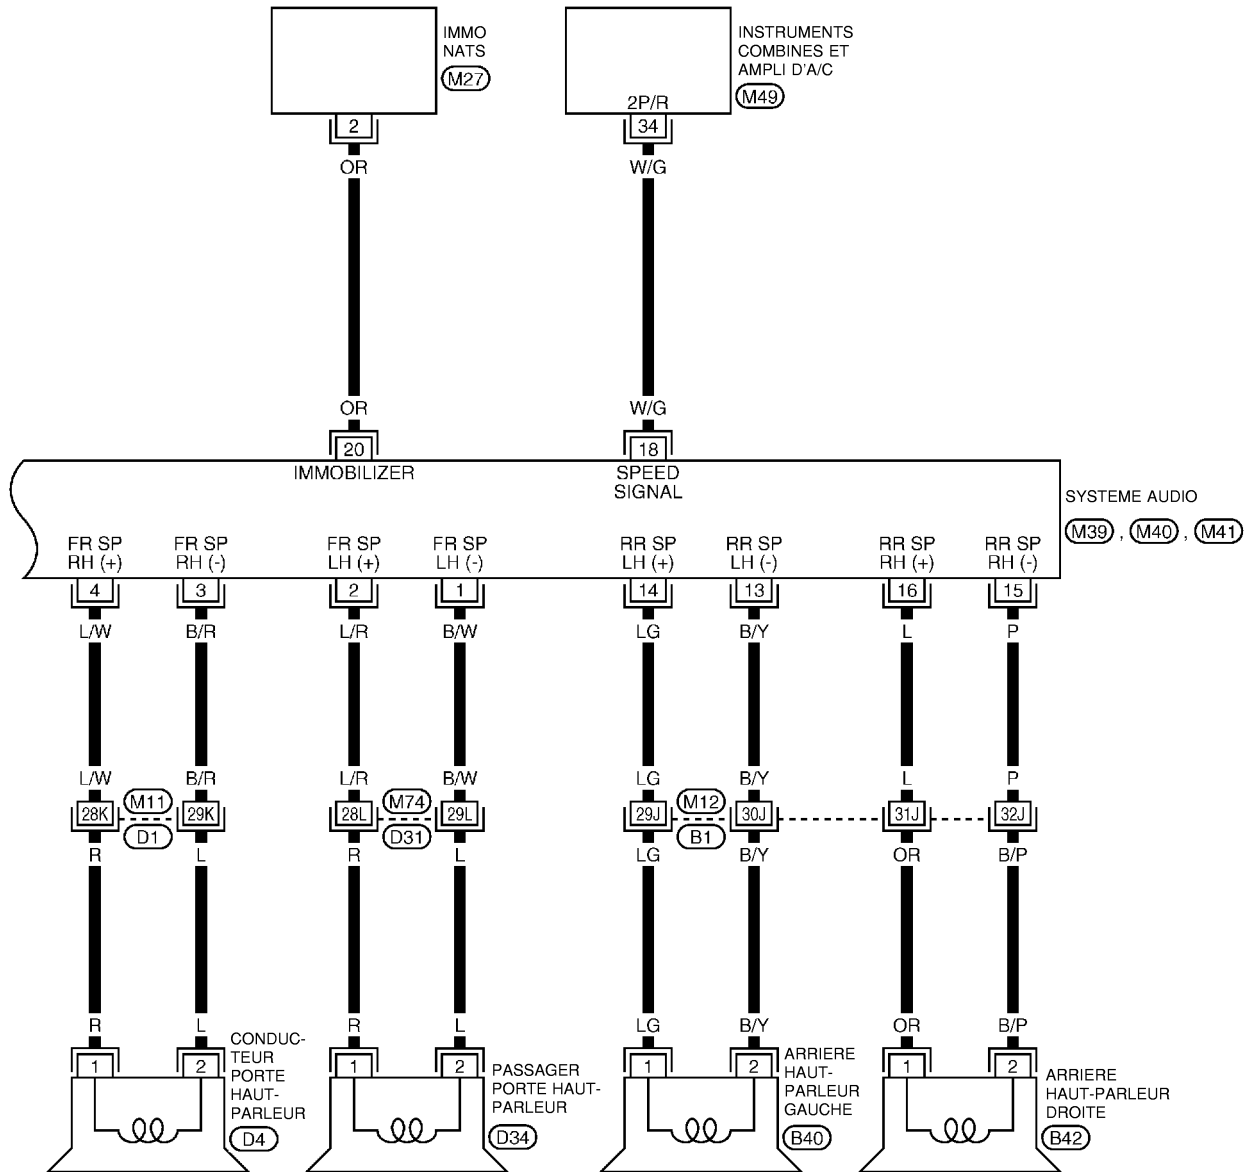 IMMO
NATS
M27
INSTRUMENTS
COMBINES ET
AMPLI D'A/C
M49
2P/R
2
34
OR
W/G
OR
W/G
20
18
IMMOBILIZER
SPEED
SIGNAL
SYSTEME AUDIO
M39 , M40 , M41
FR SP
RH (+)
FR SP
RH (-)
FR SP
LH (+)
FR SP
LH (-)
RR SP
LH (+)
RR SP
LH (-)
RR SP
RH (+)
RR SP
RH (-)
4 3 2 1 14 13 16 15
L/W B/R L/R B/W LG B/Y L P
L/W B/R L/R B/W LG B/Y L P
28K M11 29K 28L M74 29L 29J M12 30J 31J 32J
D1 D31 B1
R L R L LG B/Y OR B/P
R L R L LG B/Y OR B/P
1 2 1 2 1 2 1 2
CONDUC-
TEUR
PORTE
HAUT-
PARLEUR
D4
PASSAGER
PORTE HAUT-
PARLEUR
D34
ARRIERE
HAUT-
PARLEUR
GAUCHE
B40
ARRIERE
HAUT-PARLEUR
DROITE
B42